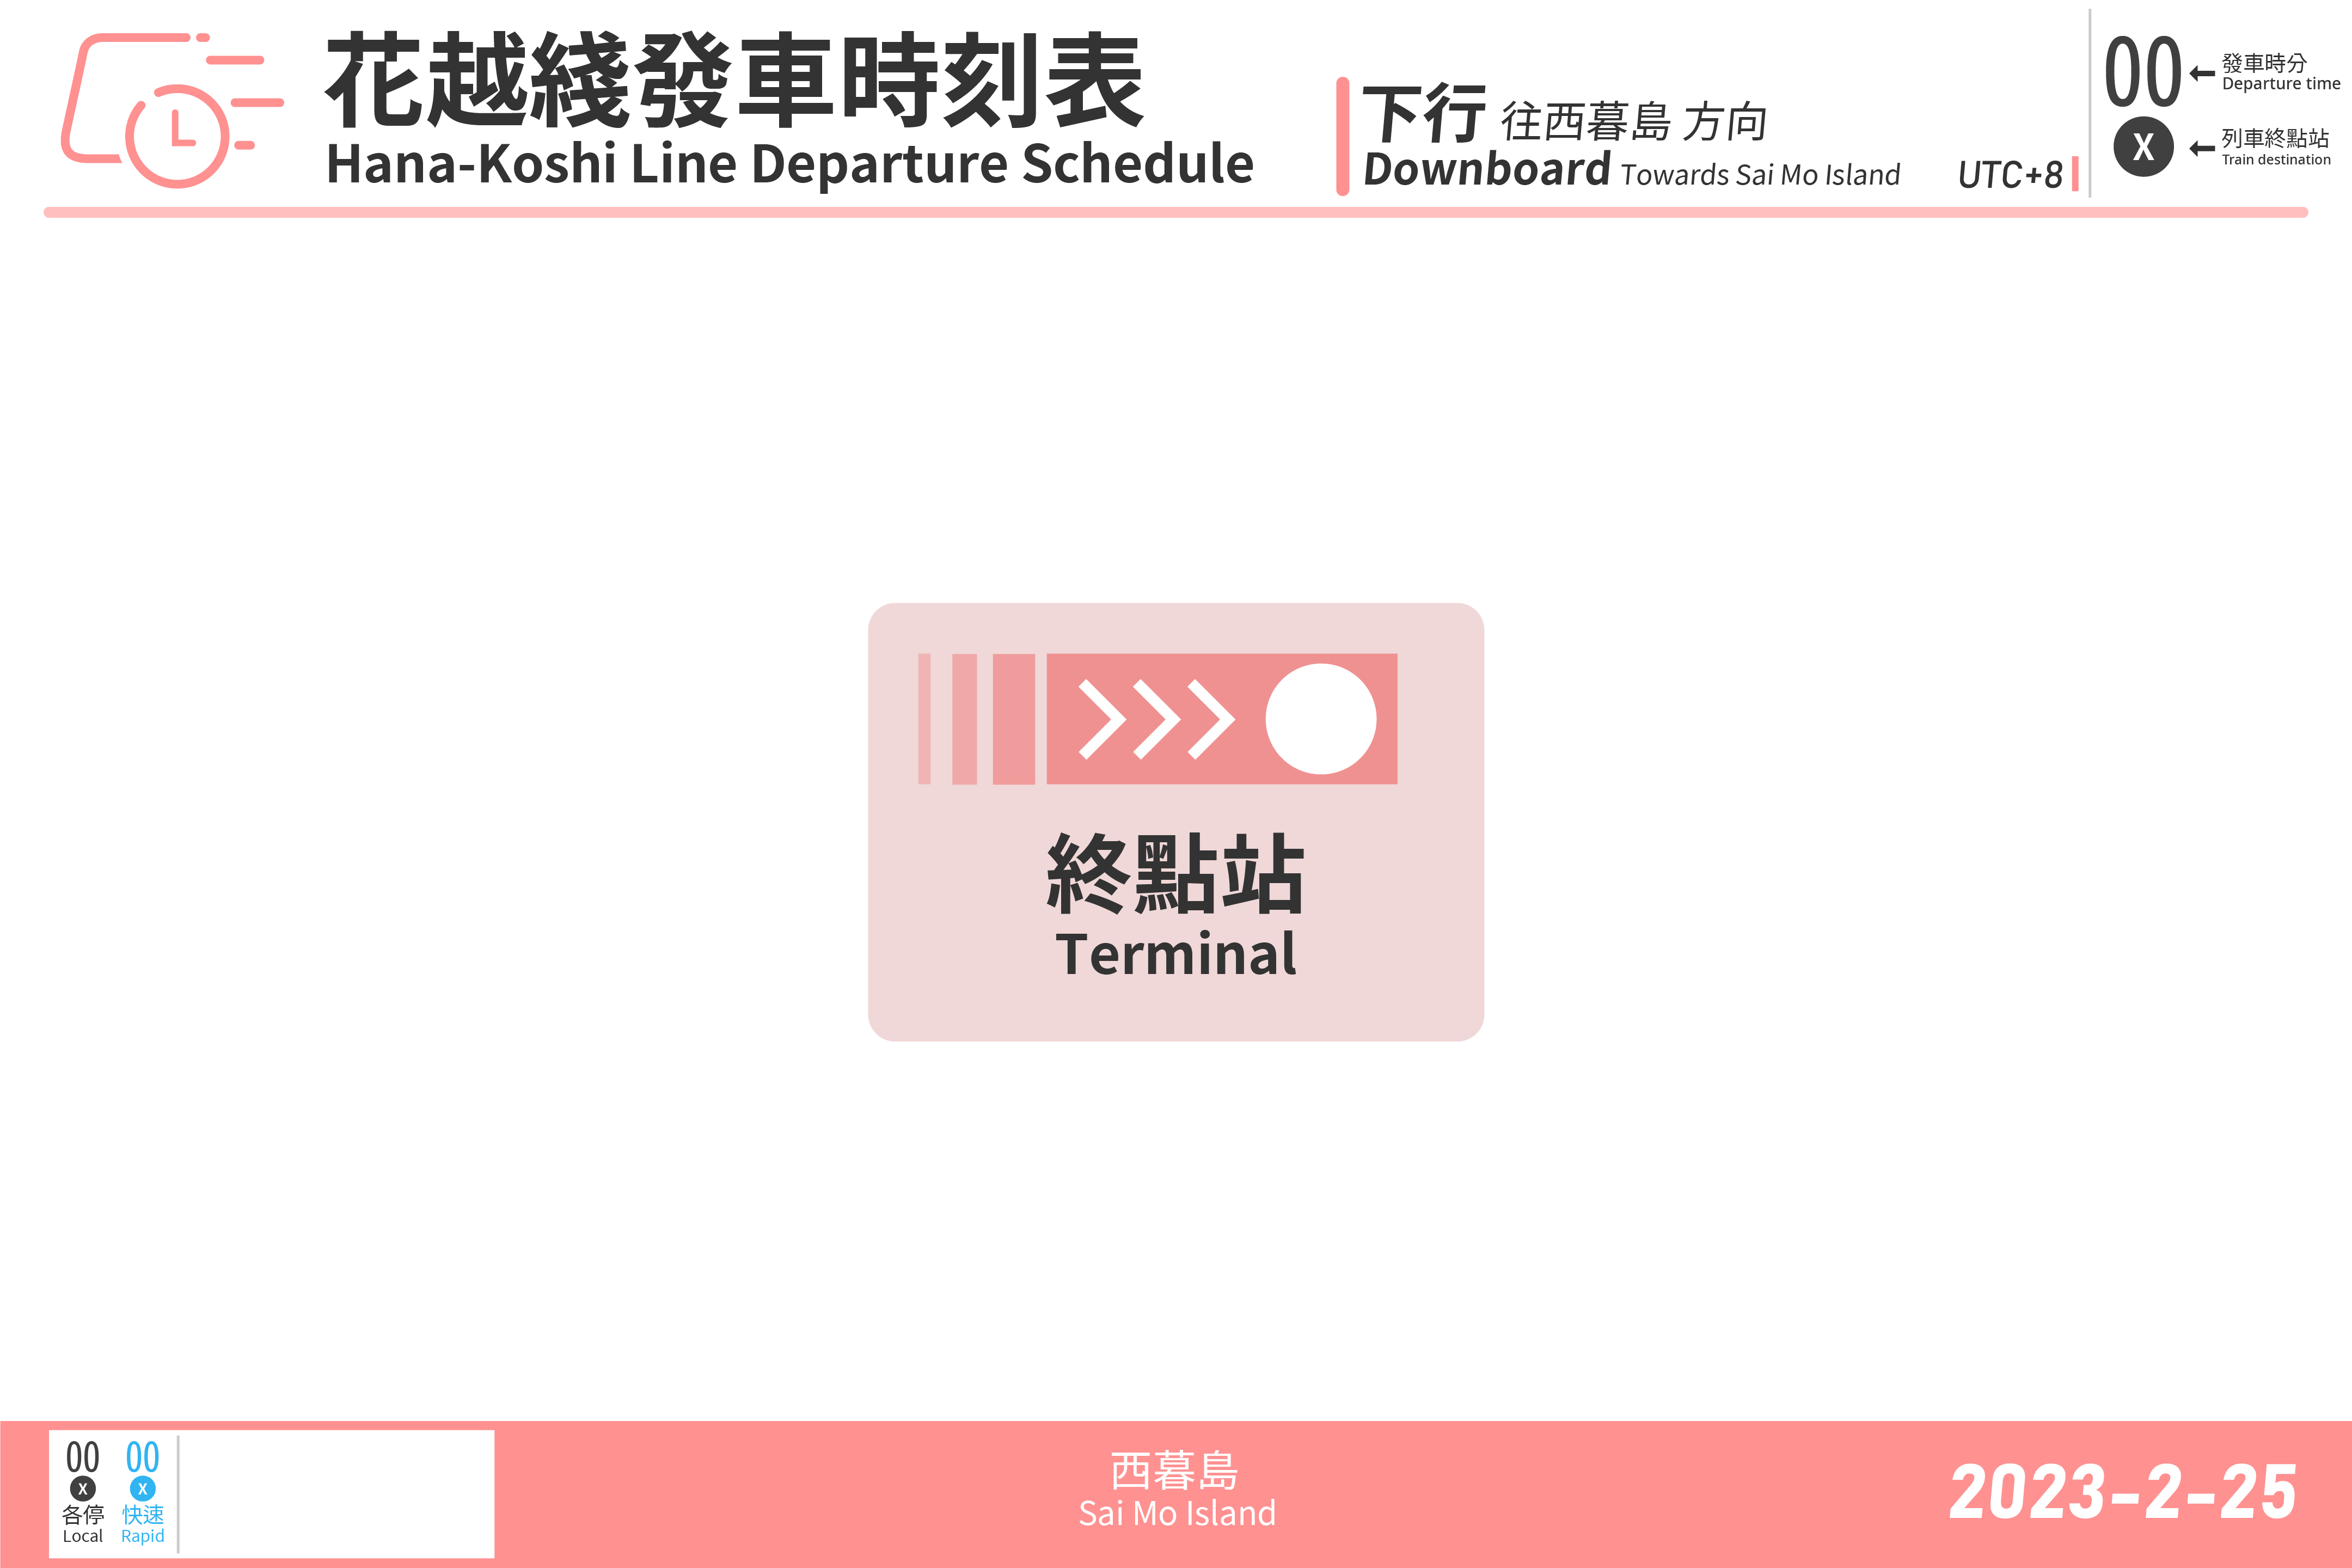 花越綫發車時刻表
Hana-Koshi Line Departure Schedule
下行 往西暮島 方向
Downboard Towards Sai Mo Island
UTC+8
00
發車時分
Departure time
X
列車終點站
Train destination
終點站
Terminal
00 00
X X
各停 快速
Local Rapid
西暮島
Sai Mo Island
2023-2-25